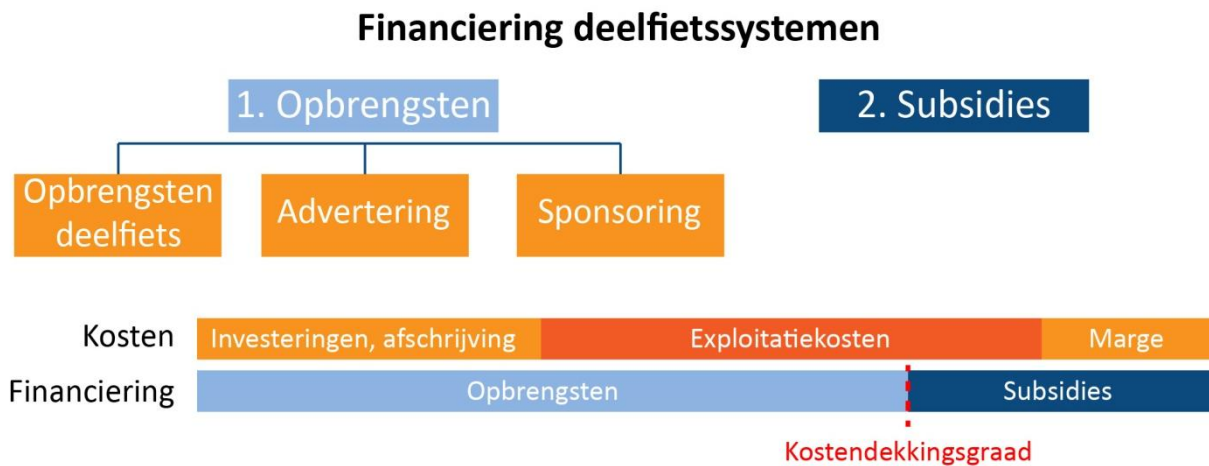 Financiering deelfietssystemen
1. Opbrengsten
2. Subsidies
Opbrengsten
deelfiets
Advertering
Sponsoring
Kosten
Investeringen, afschrijving
Exploitatiekosten
Marge
Financiering
Opbrengsten
Subsidies
Kostendekkingsgraad